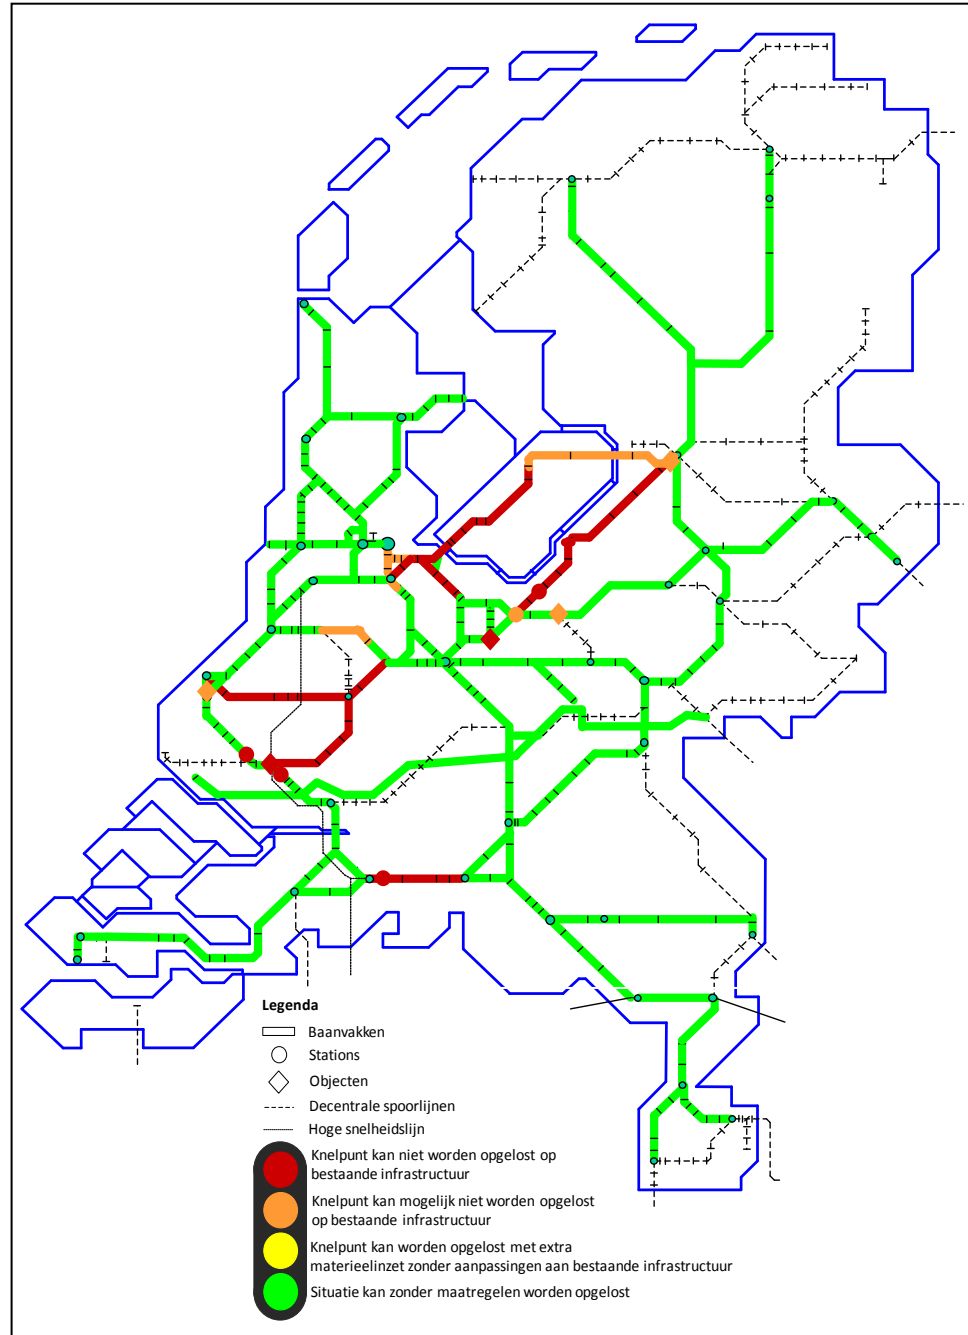 Legenda
Baanvakken
Stations
Objecten
Decentrale spoorlijnen
Hoge snelheidslijn
Knelpunt kan niet worden opgelost op
bestaande infrastructuur
Knelpunt kan mogelijk niet worden opgelost
op bestaande infrastructuur
Knelpunt kan worden opgelost met extra
materieelinzet zonder aanpassingen aan bestaande infrastructuur
Situatie kan zonder maatregelen worden opgelost